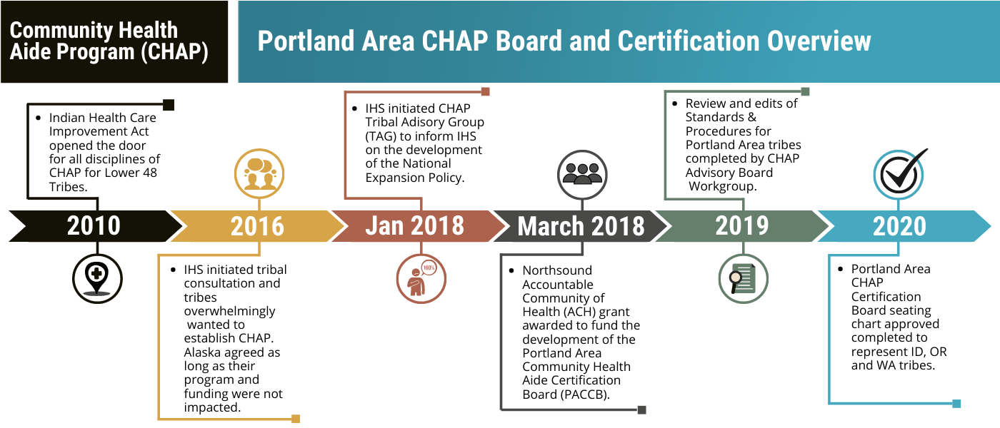 Community Health
Aide Program (CHAP)
Portland Area CHAP Board and Certification Overview
• Indian Health Care
Improvement Act
opened the door
for all disciplines of
CHAP for Lower 48
Tribes.
• IHS initiated CHAP
Tribal Adisory Group
(TAG) to inform IHS
on the development
of the National
Expansion Policy.
• Review and edits of
Standards &
Procedures for
Portland Area tribes
completed by CHAP
Advisory Board
Workgroup.
2010
2016
Jan 2018
March 2018
2019
2020
• IHS initiated tribal
consultation and
tribes
overwhelmingly
wanted to
establish CHAP.
Alaska agreed as
long as their
program and
funding were not
impacted.
100%
• Northsound
Accountable
Community of
Health (ACH) grant
awarded to fund the
development of the
Portland Area
Community Health
Aide Certification
Board (PACCB).
• Portland Area
CHAP
Certification
Board seating
chart approved
completed to
represent ID, OR
and WA tribes.